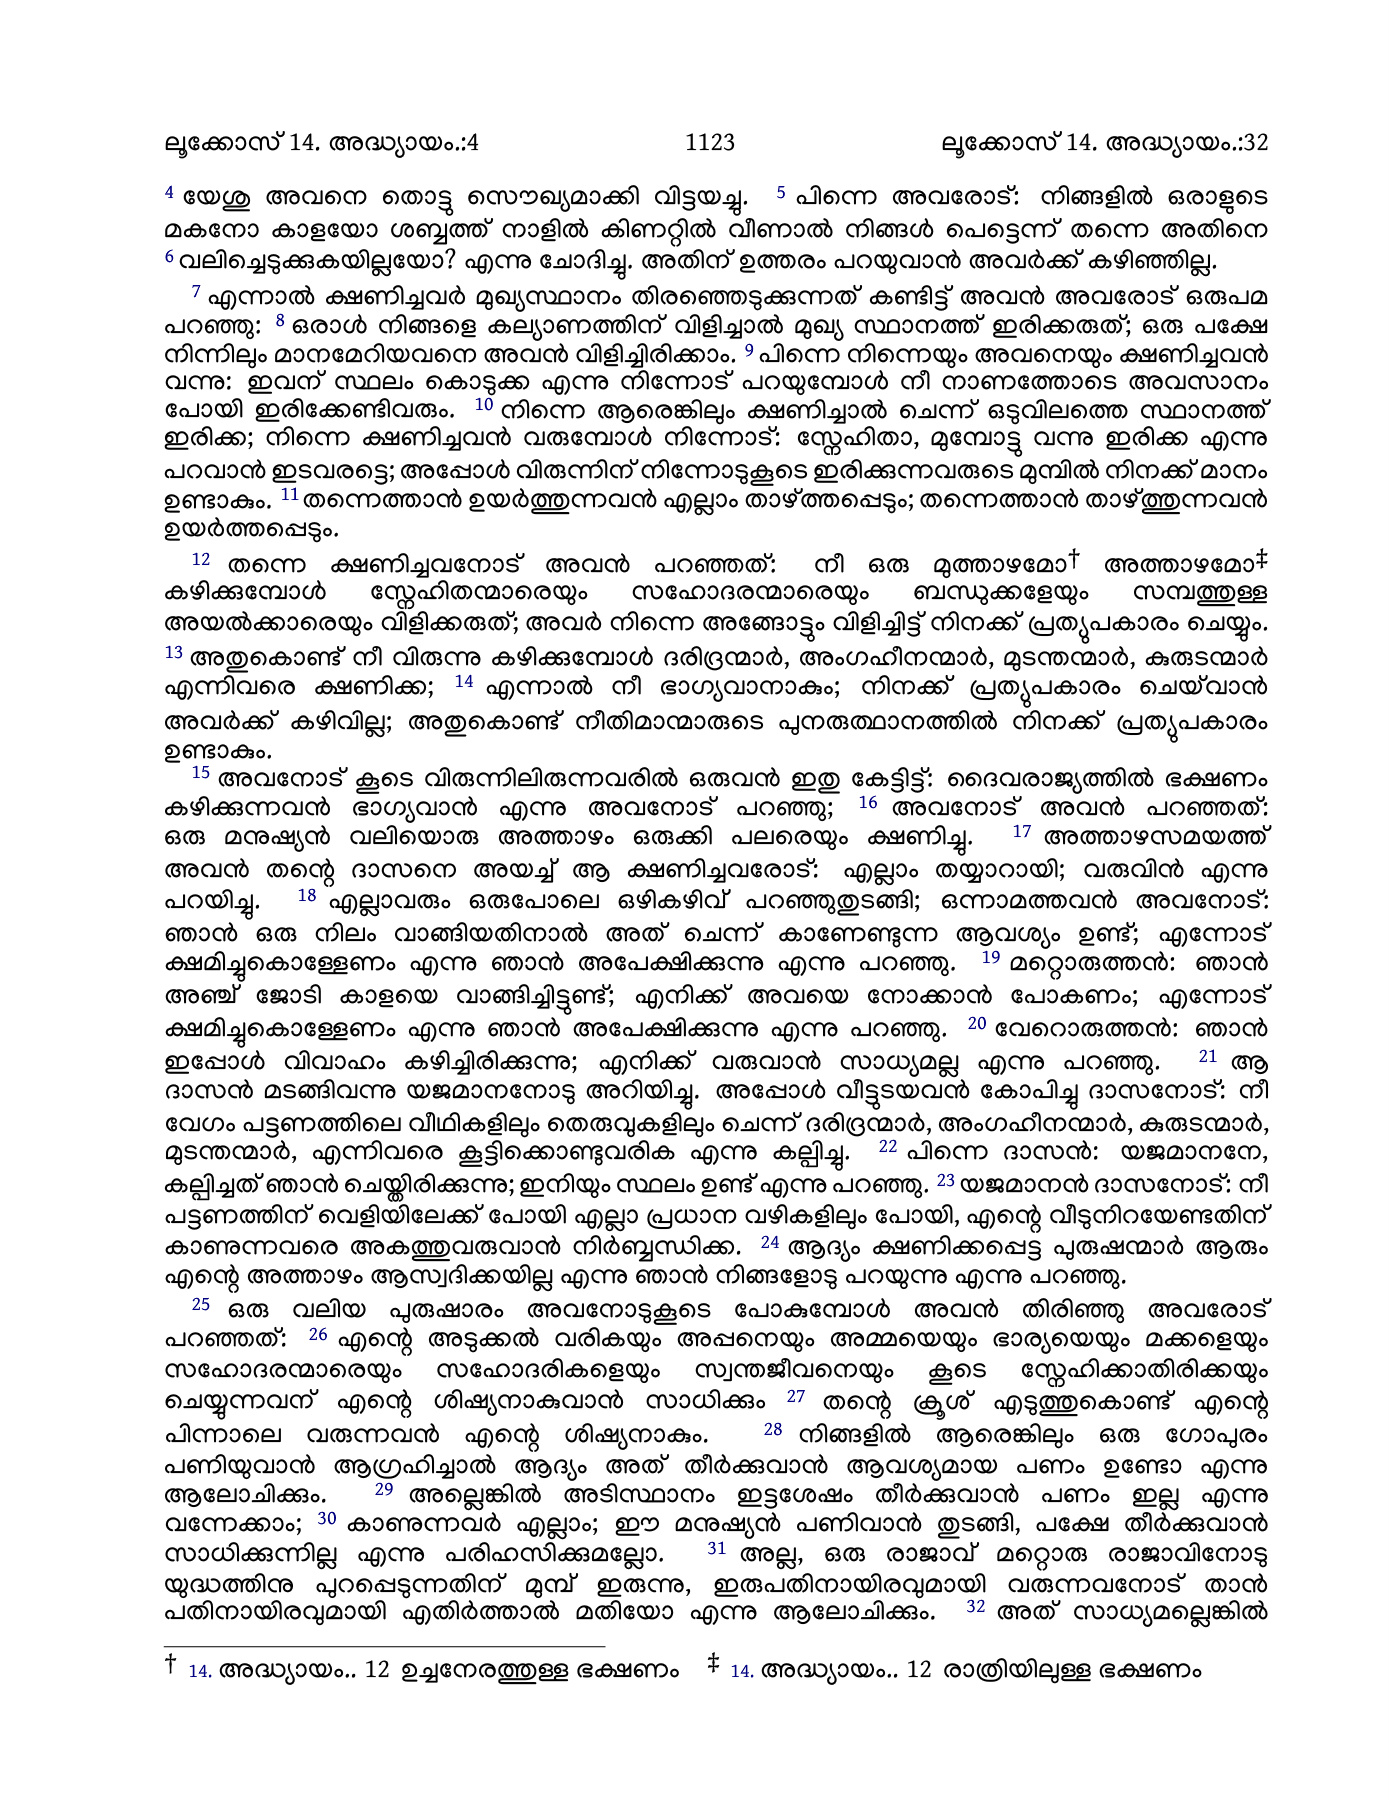 ലൂക്കോസ് 14. അദ്ധ്യായം.:4 1123 ലൂക്കോസ് 14. അദ്ധ്യായം.:32
4 യേശു അവനെ തൊട്ടു സൌഖ്യമാക്കി വിട്ടയച്ചു. 5 പിന്നെ അവരോട്: നിങ്ങളിൽ ഒരാളുടെ
മകനോ കാളയോ ശബ്ബത്ത് നാളിൽ കിണറ്റിൽ വീണാൽ നിങ്ങൾ പെട്ടെന്ന് തന്നെ അതിനെ
6 വലിച്ചെടുക്കുകയില്ലയോ? എന്നു ചോദിച്ചു. അതിന് ഉത്തരം പറയുവാൻ അവർക്ക് കഴിഞ്ഞില്ല.
7 എന്നാൽ ക്ഷണിച്ചവർ മുഖ്യസ്ഥാനം തിരഞ്ഞെടുക്കുന്നത് കണ്ടിട്ട് അവൻ അവരോട് ഒരുപമ
പറഞ്ഞു: 8 ഒരാൾ നിങ്ങളെ കല്യാണത്തിന് വിളിച്ചാൽ മുഖ്യ സ്ഥാനത്ത് ഇരിക്കരുത്; ഒരു പക്ഷേ
നിന്നിലും മാനമേറിയവനെ അവൻ വിളിച്ചിരിക്കാം. 9 പിന്നെ നിന്നെയും അവനെയും ക്ഷണിച്ചവൻ
വന്നു: ഇവന് സ്ഥലം കൊടുക്ക എന്നു നിന്നോട് പറയുമ്പോൾ നീ നാണത്തോടെ അവസാനം
പോയി ഇരിക്കേണ്ടിവരും. 10 നിന്നെ ആരെങ്കിലും ക്ഷണിച്ചാൽ ചെന്ന് ഒടുവിലത്തെ സ്ഥാനത്ത്
ഇരിക്ക; നിന്നെ ക്ഷണിച്ചവൻ വരുമ്പോൾ നിന്നോട്: സ്നേഹിതാ, മുമ്പോട്ടു വന്നു ഇരിക്ക എന്നു
പറവാൻ ഇടവരട്ടെ; അപ്പോൾ വിരുന്നിന് നിന്നോടുകൂടെ ഇരിക്കുന്നവരുടെ മുമ്പിൽ നിനക്ക് മാനം
ഉണ്ടാകും. 11 തന്നെത്താൻ ഉയർത്തുന്നവൻ എല്ലാം താഴ്ത്തപ്പെടും; തന്നെത്താൻ താഴ്ത്തുന്നവൻ
ഉയർത്തപ്പെടും.
12 തന്നെ ക്ഷണിച്ചവനോട് അവൻ പറഞ്ഞത്: നീ ഒരു മുത്താഴമോ† അത്താഴമോ‡
കഴിക്കുമ്പോൾ സ്നേഹിതന്മാരെയും സഹോദരന്മാരെയും ബന്ധുക്കളേയും സമ്പത്തുള്ള
അയൽക്കാരെയും വിളിക്കരുത്; അവർ നിന്നെ അങ്ങോട്ടും വിളിച്ചിട്ട് നിനക്ക് പ്രത്യുപകാരം ചെയ്യും.
13 അതുകൊണ്ട് നീ വിരുന്നു കഴിക്കുമ്പോൾ ദരിദ്രന്മാർ, അംഗഹീനന്മാർ, മുടന്തന്മാർ, കുരുടന്മാർ
എന്നിവരെ ക്ഷണിക്ക; 14 എന്നാൽ നീ ഭാഗ്യവാനാകും; നിനക്ക് പ്രത്യുപകാരം ചെയ്‌വാൻ
അവർക്ക് കഴിവില്ല; അതുകൊണ്ട് നീതിമാന്മാരുടെ പുനരുത്ഥാനത്തിൽ നിനക്ക് പ്രത്യുപകാരം
ഉണ്ടാകും.
15 അവനോട് കൂടെ വിരുന്നിലിരുന്നവരിൽ ഒരുവൻ ഇതു കേട്ടിട്ട്: ദൈവരാജ്യത്തിൽ ഭക്ഷണം
കഴിക്കുന്നവൻ ഭാഗ്യവാൻ എന്നു അവനോട് പറഞ്ഞു; 16 അവനോട് അവൻ പറഞ്ഞത്:
ഒരു മനുഷ്യൻ വലിയൊരു അത്താഴം ഒരുക്കി പലരെയും ക്ഷണിച്ചു. 17 അത്താഴസമയത്ത്
അവൻ തന്റെ ദാസനെ അയച്ച് ആ ക്ഷണിച്ചവരോട്: എല്ലാം തയ്യാറായി; വരുവിൻ എന്നു
പറയിച്ചു. 18 എല്ലാവരും ഒരുപോലെ ഒഴികഴിവ് പറഞ്ഞുതുടങ്ങി; ഒന്നാമത്തവൻ അവനോട്:
ഞാൻ ഒരു നിലം വാങ്ങിയതിനാൽ അത് ചെന്ന് കാണേണ്ടുന്ന ആവശ്യം ഉണ്ട്; എന്നോട്
ക്ഷമിച്ചുകൊള്ളേണം എന്നു ഞാൻ അപേക്ഷിക്കുന്നു എന്നു പറഞ്ഞു. 19 മറ്റൊരുത്തൻ: ഞാൻ
അഞ്ച് ജോടി കാളയെ വാങ്ങിച്ചിട്ടുണ്ട്; എനിക്ക് അവയെ നോക്കാൻ പോകണം; എന്നോട്
ക്ഷമിച്ചുകൊള്ളേണം എന്നു ഞാൻ അപേക്ഷിക്കുന്നു എന്നു പറഞ്ഞു. 20 വേറൊരുത്തൻ: ഞാൻ
ഇപ്പോൾ വിവാഹം കഴിച്ചിരിക്കുന്നു; എനിക്ക് വരുവാൻ സാധ്യമല്ല എന്നു പറഞ്ഞു. 21 ആ
ദാസൻ മടങ്ങിവന്നു യജമാനനോടു അറിയിച്ചു. അപ്പോൾ വീട്ടുടയവൻ കോപിച്ചു ദാസനോട്: നീ
വേഗം പട്ടണത്തിലെ വീഥികളിലും തെരുവുകളിലും ചെന്ന് ദരിദ്രന്മാർ, അംഗഹീനന്മാർ, കുരുടന്മാർ,
മുടന്തന്മാർ, എന്നിവരെ കൂട്ടിക്കൊണ്ടുവരിക എന്നു കല്പിച്ചു. 22 പിന്നെ ദാസൻ: യജമാനനേ,
കല്പിച്ചത് ഞാൻ ചെയ്തിരിക്കുന്നു; ഇനിയും സ്ഥലം ഉണ്ട് എന്നു പറഞ്ഞു. 23 യജമാനൻ ദാസനോട്: നീ
പട്ടണത്തിന് വെളിയിലേക്ക് പോയി എല്ലാ പ്രധാന വഴികളിലും പോയി, എന്റെ വീടുനിറയേണ്ടതിന്
കാണുന്നവരെ അകത്തുവരുവാൻ നിർബ്ബന്ധിക്ക. 24 ആദ്യം ക്ഷണിക്കപ്പെട്ട പുരുഷന്മാർ ആരും
എന്റെ അത്താഴം ആസ്വദിക്കയില്ല എന്നു ഞാൻ നിങ്ങളോടു പറയുന്നു എന്നു പറഞ്ഞു.
25 ഒരു വലിയ പുരുഷാരം അവനോടുകൂടെ പോകുമ്പോൾ അവൻ തിരിഞ്ഞു അവരോട്
പറഞ്ഞത്: 26 എന്റെ അടുക്കൽ വരികയും അപ്പനെയും അമ്മയെയും ഭാര്യയെയും മക്കളെയും
സഹോദരന്മാരെയും സഹോദരികളെയും സ്വന്തജീവനെയും കൂടെ സ്നേഹിക്കാതിരിക്കയും
ചെയ്യുന്നവന് എന്റെ ശിഷ്യനാകുവാൻ സാധിക്കും 27 തന്റെ ക്രൂശ് എടുത്തുകൊണ്ട് എന്റെ
പിന്നാലെ വരുന്നവൻ എന്റെ ശിഷ്യനാകും. 28 നിങ്ങളിൽ ആരെങ്കിലും ഒരു ഗോപുരം
പണിയുവാൻ ആഗ്രഹിച്ചാൽ ആദ്യം അത് തീർക്കുവാൻ ആവശ്യമായ പണം ഉണ്ടോ എന്നു
ആലോചിക്കും. 29 അല്ലെങ്കിൽ അടിസ്ഥാനം ഇട്ടശേഷം തീർക്കുവാൻ പണം ഇല്ല എന്നു
വന്നേക്കാം; 30 കാണുന്നവർ എല്ലാം; ഈ മനുഷ്യൻ പണിവാൻ തുടങ്ങി, പക്ഷേ തീർക്കുവാൻ
സാധിക്കുന്നില്ല എന്നു പരിഹസിക്കുമല്ലോ. 31 അല്ല, ഒരു രാജാവ് മറ്റൊരു രാജാവിനോടു
യുദ്ധത്തിനു പുറപ്പെടുന്നതിന് മുമ്പ് ഇരുന്നു, ഇരുപതിനായിരവുമായി വരുന്നവനോട് താൻ
പതിനായിരവുമായി എതിർത്താൽ മതിയോ എന്നു ആലോചിക്കും. 32 അത് സാധ്യമല്ലെങ്കിൽ
† 14. അദ്ധ്യായം.. 12 ഉച്ചനേരത്തുള്ള ഭക്ഷണം ‡ 14. അദ്ധ്യായം.. 12 രാത്രിയിലുള്ള ഭക്ഷണം